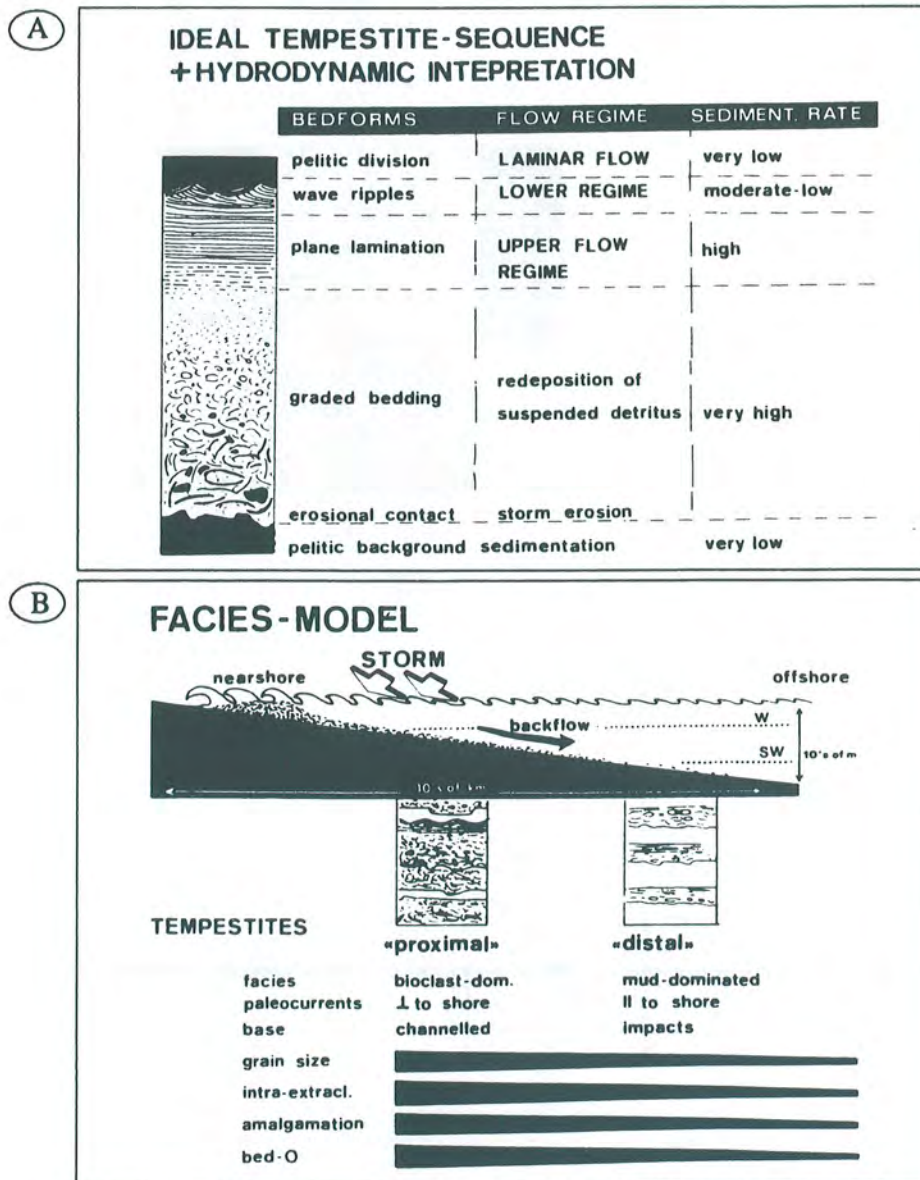 A
IDEAL TEMPESTITE-SEQUENCE
+HYDRODYNAMIC INTEPRETATION
BEDFORMS FLOW REGIME SEDIMENT. RATE
pelitic division LAMINAR FLOW very low
wave ripples LOWER REGIME moderate-low
plane lamination UPPER FLOW REGIME high
graded bedding redeposition of suspended detritus very high
erosional contact storm erosion
pelitic background sedimentation very low
B
FACIES-MODEL
STORM
nearshore offshore
backflow W
SW 10's of m
10's of km
TEMPESTITES
«proximal» «distal»
facies bioclast-dom. mud-dominated
paleocurrents ⊥ to shore || to shore
base channelled impacts
grain size
intra-extracl.
amalgamation
bed-O